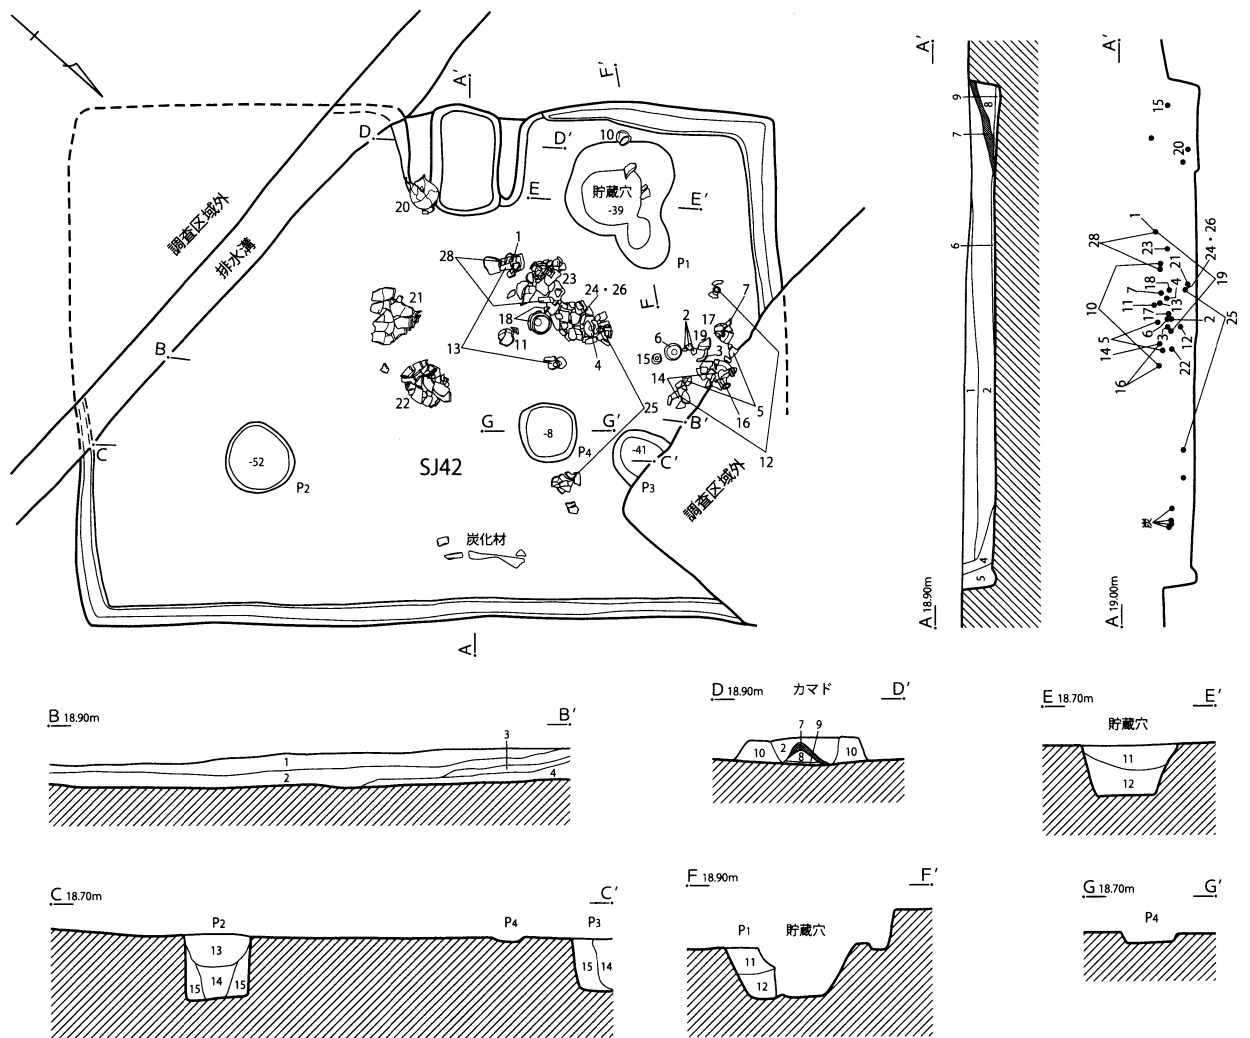 A'
F'
D
D'
10
20
E
貯蔵穴
-39
E'
P1
調査区域外
排水溝
28
1
23
21
24・26
18
11
13
4
F
7
2
17
19
6
15
3
14
5
16
12
B
B'
22
25
G
G'
-8
P4
-41
C'
P3
C
-52
P2
SJ42
調査区域外
炭化材
A
A'
9
8
7
6
1
2
4
5
A 18.90m
A'
15
20
1
28
23
24・26
21
19
18
4
7
10
11
13
25
17
2
6
3
5
14
12
22
16
炭
A 19.00m
B 18.90m
B'
1
2
3
4
D 18.90m
カマド
D'
7
9
10
2
8
10
E 18.70m
E'
貯蔵穴
11
12
C 18.70m
C'
P2
P4
P3
13
14
15
15
15
14
F 18.90m
F'
P1
貯蔵穴
11
12
G 18.70m
G'
P4